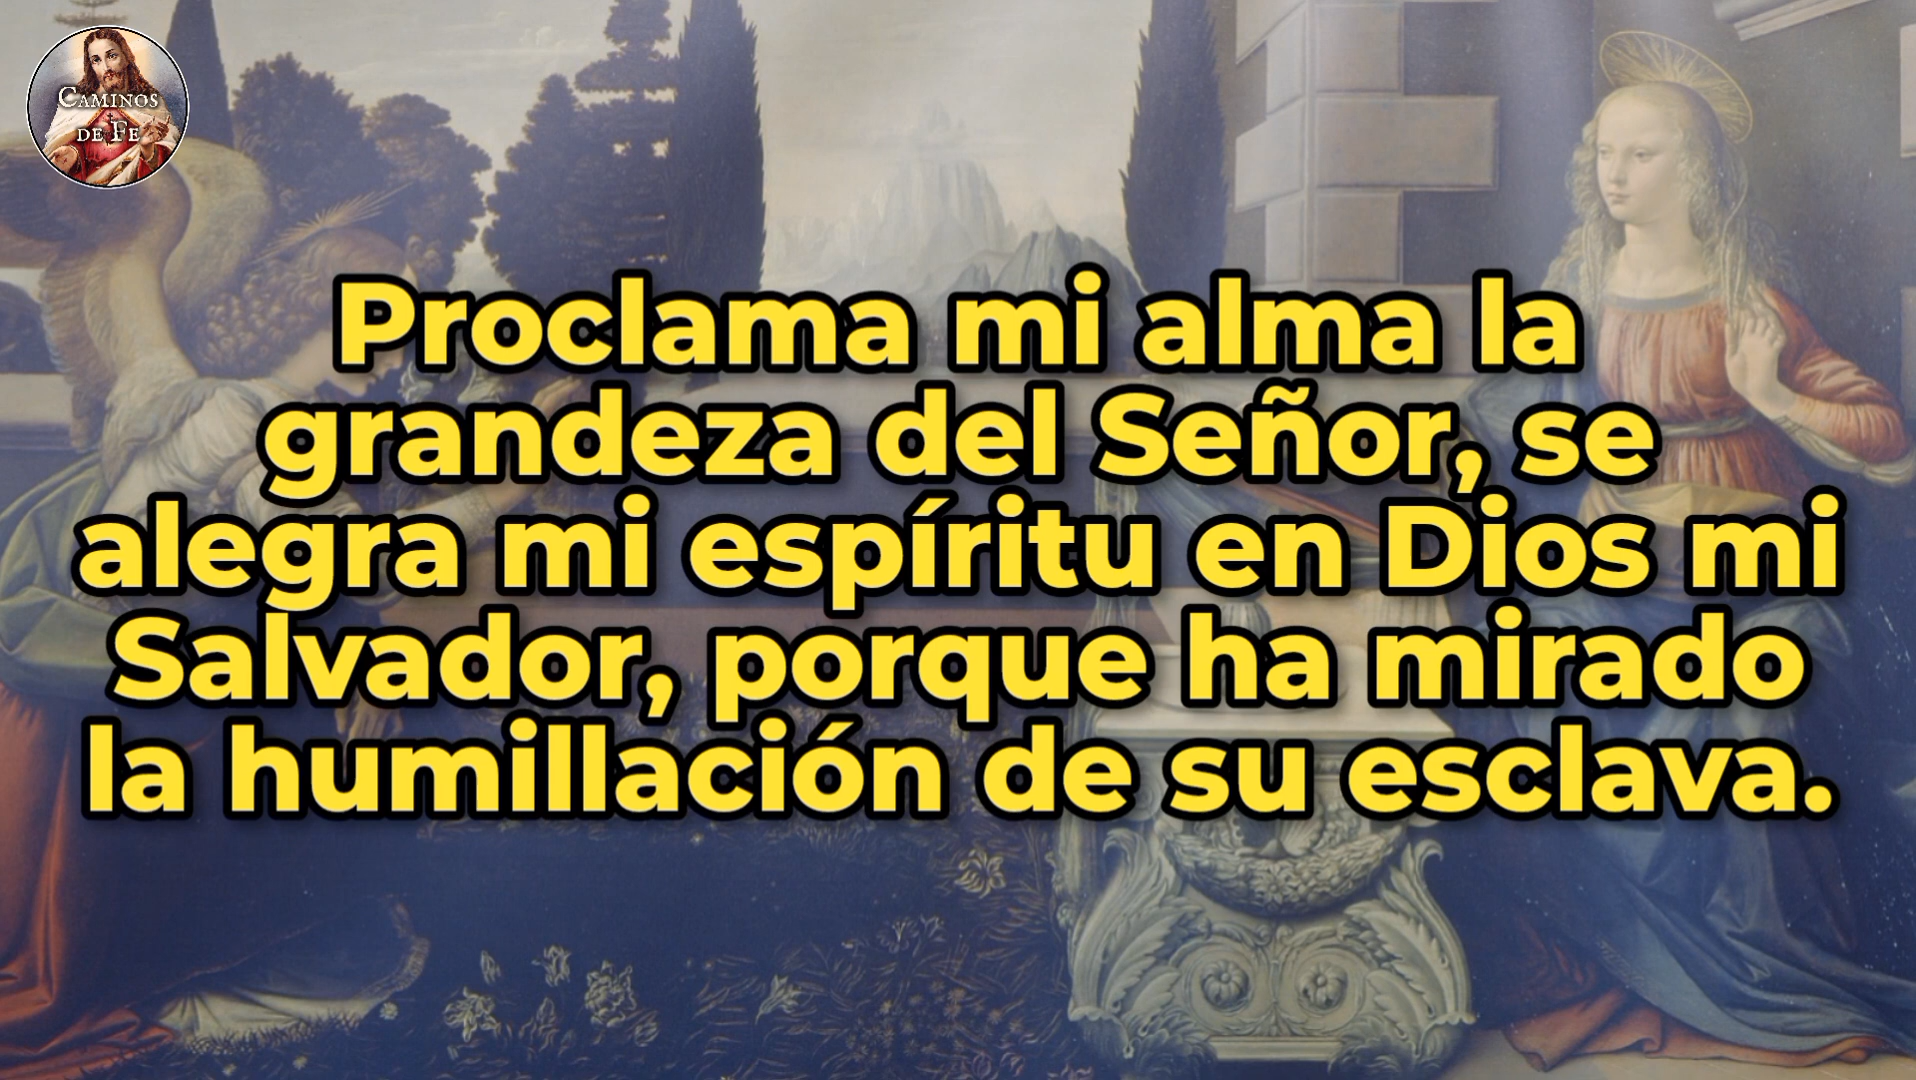 CAMINOS
DE FE
Proclama mi alma la
grandeza del Señor, se
alegra mi espíritu en Dios mi
Salvador, porque ha mirado
la humillación de su esclava.